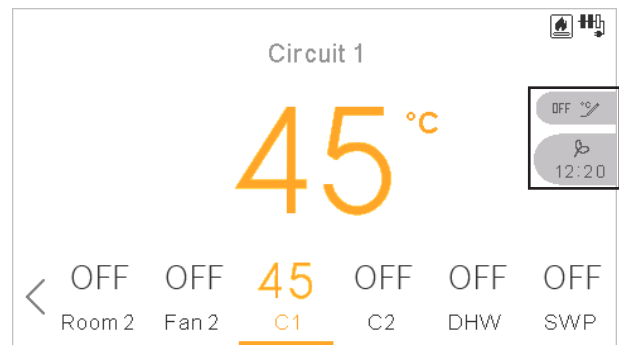 Circuit 1
45 °C
OFF °C
12:20
OFF OFF 45 OFF OFF OFF
Room 2 Fan 2 C1 C2 DHW SWP